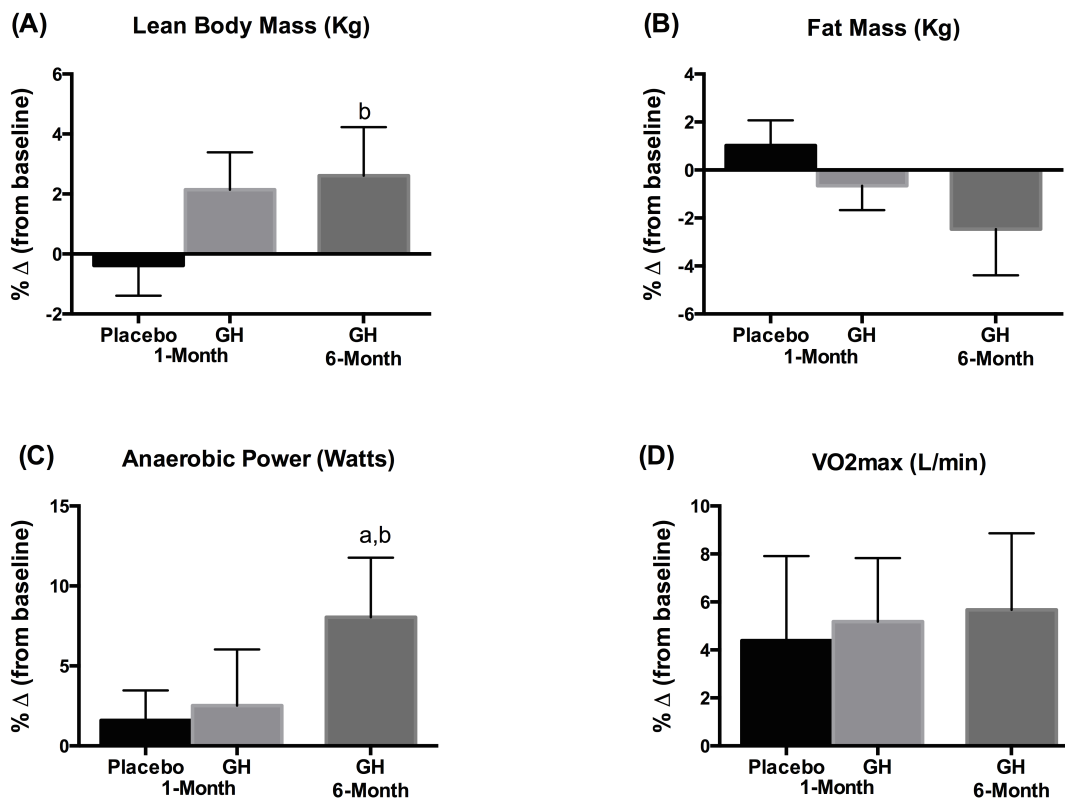 (A)
Lean Body Mass (Kg)
% Δ (from baseline)
6
4
2
0
-2
b
Placebo
GH
GH
1-Month
6-Month
(B)
Fat Mass (Kg)
% Δ (from baseline)
4
2
0
-2
-4
-6
Placebo
GH
GH
1-Month
6-Month
(C)
Anaerobic Power (Watts)
% Δ (from baseline)
15
10
5
0
a,b
Placebo
GH
GH
1-Month
6-Month
(D)
VO2max (L/min)
% Δ (from baseline)
10
8
6
4
2
0
Placebo
GH
GH
1-Month
6-Month